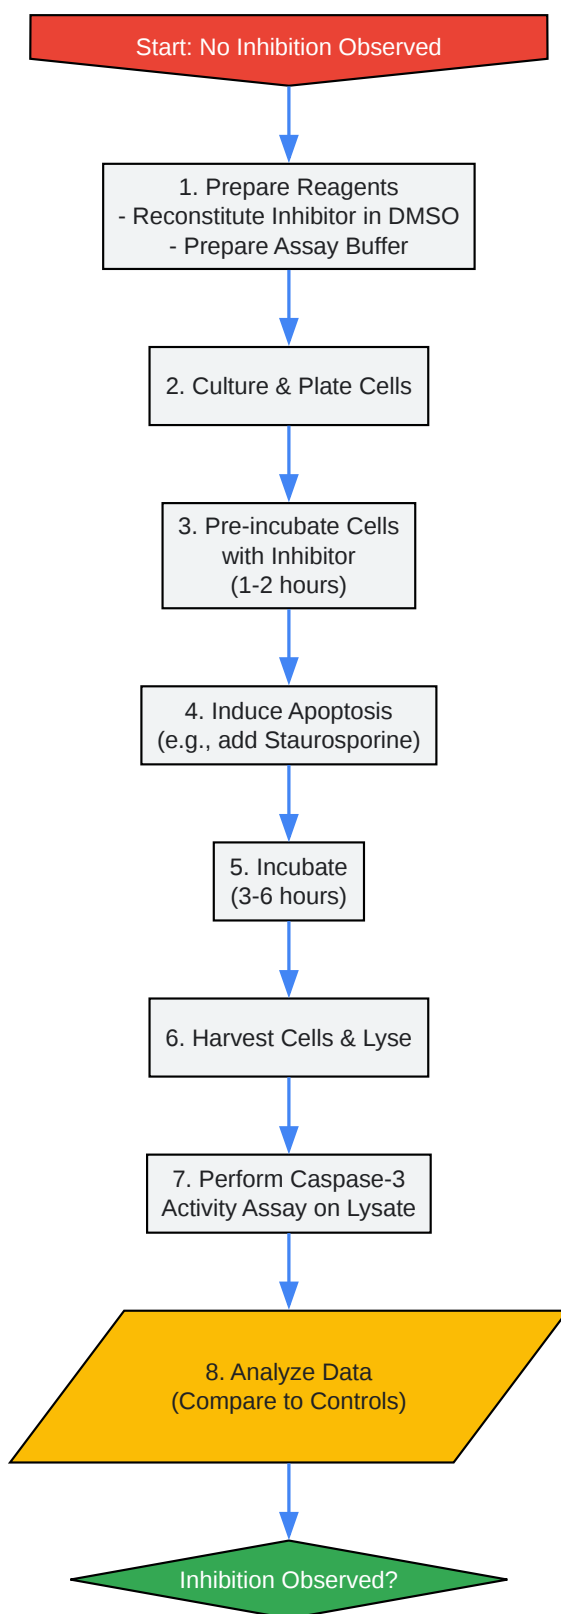 Start: No Inhibition Observed
1. Prepare Reagents
- Reconstitute Inhibitor in DMSO
- Prepare Assay Buffer
2. Culture & Plate Cells
3. Pre-incubate Cells
with Inhibitor
(1-2 hours)
4. Induce Apoptosis
(e.g., add Staurosporine)
5. Incubate
(3-6 hours)
6. Harvest Cells & Lyse
7. Perform Caspase-3
Activity Assay on Lysate
8. Analyze Data
(Compare to Controls)
Inhibition Observed?